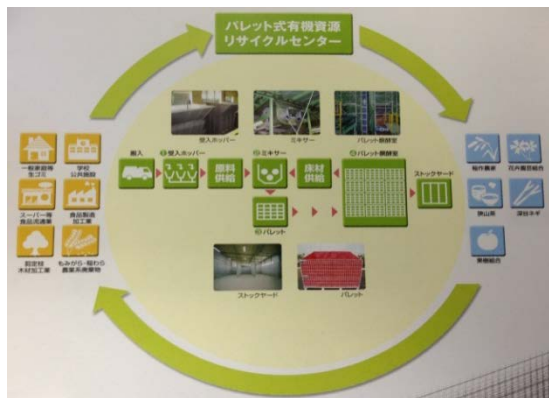 パレット式有機資源
リサイクルセンター
受入ホッパー
ミキサー
パレット醗酵室
搬入
①受入ホッパー
原料
供給
②ミキサー
床材
供給
④パレット醗酵室
ストックヤード
③パレット
ストックヤード
パレット
一般家庭等
生ゴミ
学校
公共施設
スーパー等
食品流通業
食品製造
加工業
剪定枝
木材加工業
もみがら・稲わら
農業系廃棄物
稲作農家
花卉園芸組合
狭山茶
深谷ネギ
果樹組合